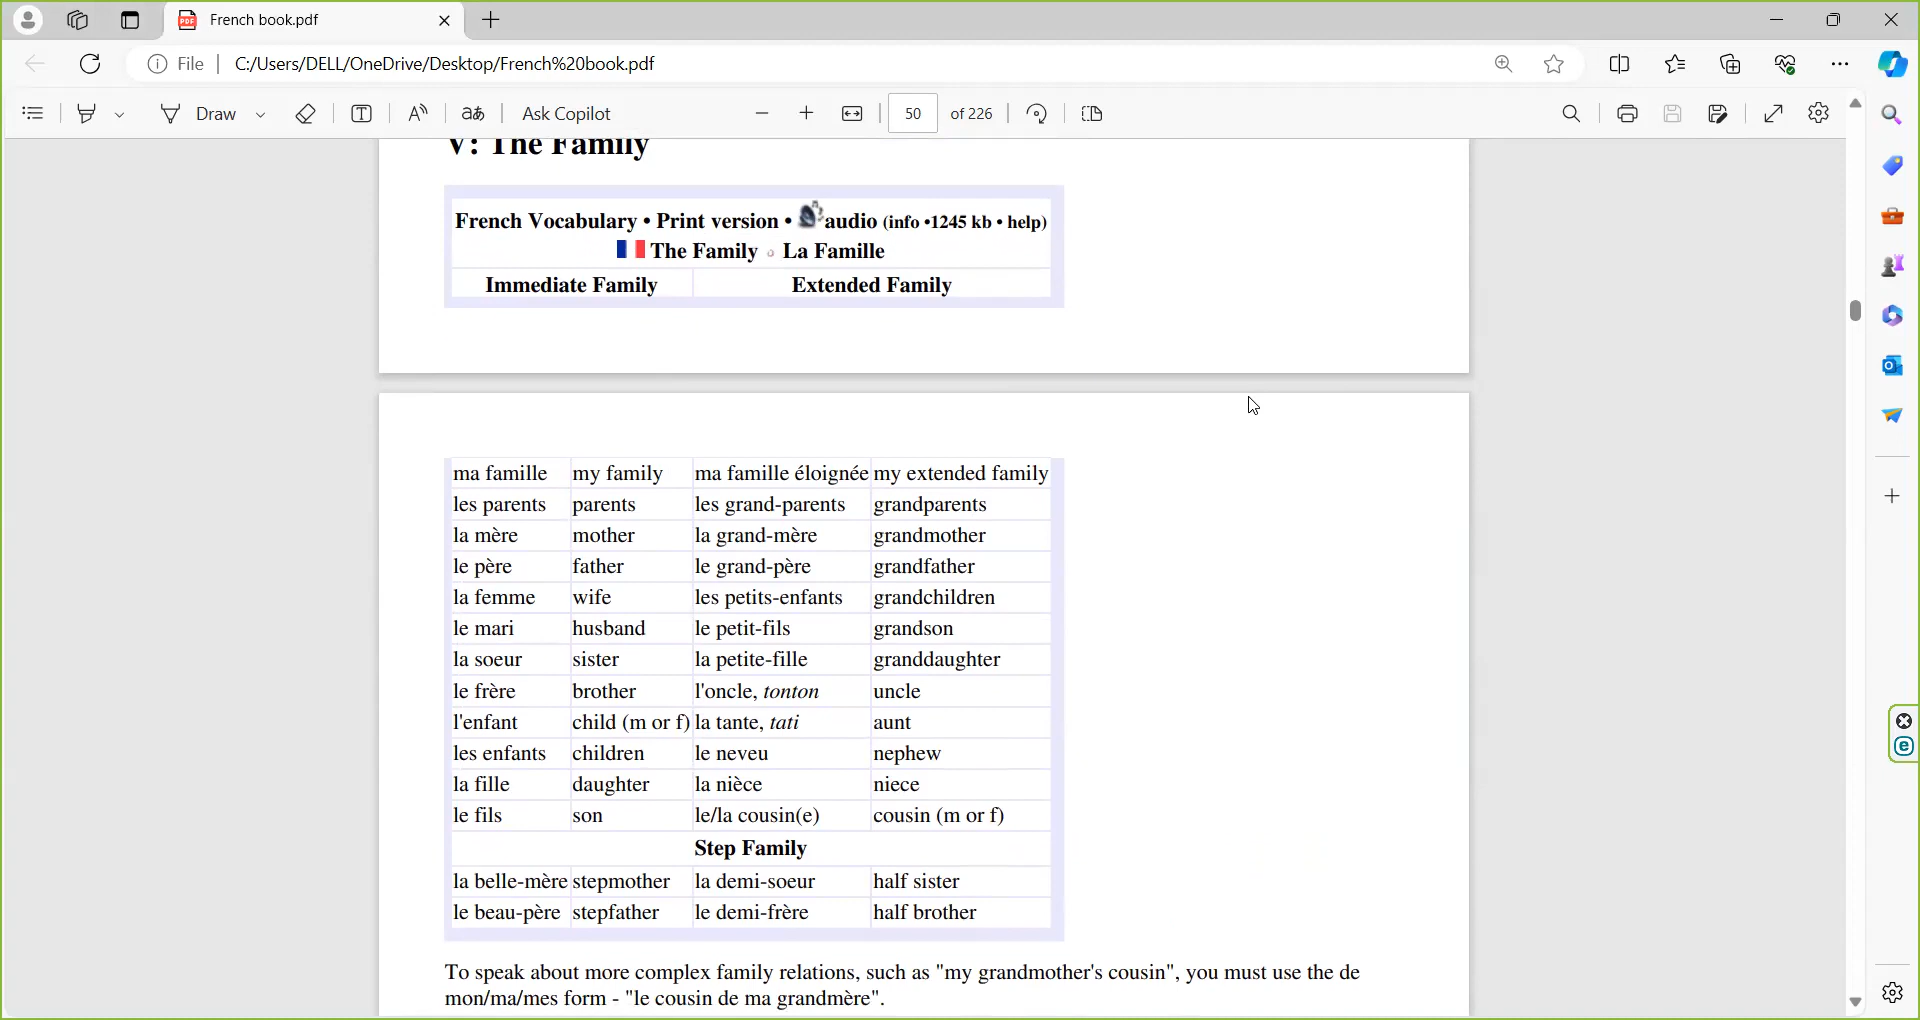 French book.pdf
File
C:/Users/DELL/OneDrive/Desktop/French%20book.pdf
Draw
aあ
Ask Copilot
50 of 226
V: The Family
French Vocabulary • Print version • audio (info •1245 kb • help)
The Family ◦ La Famille
Immediate Family Extended Family
ma famille my family ma famille éloignée my extended family
les parents parents les grand-parents grandparents
la mère mother la grand-mère grandmother
le père father le grand-père grandfather
la femme wife les petits-enfants grandchildren
le mari husband le petit-fils grandson
la soeur sister la petite-fille granddaughter
le frère brother l'oncle, tonton uncle
l'enfant child (m or f) la tante, tati aunt
les enfants children le neveu nephew
la fille daughter la nièce niece
le fils son le/la cousin(e) cousin (m or f)
Step Family
la belle-mère stepmother la demi-soeur half sister
le beau-père stepfather le demi-frère half brother
To speak about more complex family relations, such as "my grandmother's cousin", you must use the de
mon/ma/mes form - "le cousin de ma grandmère".